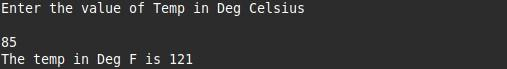 Enter the value of Temp in Deg Celsius
85
The temp in Deg F is 121